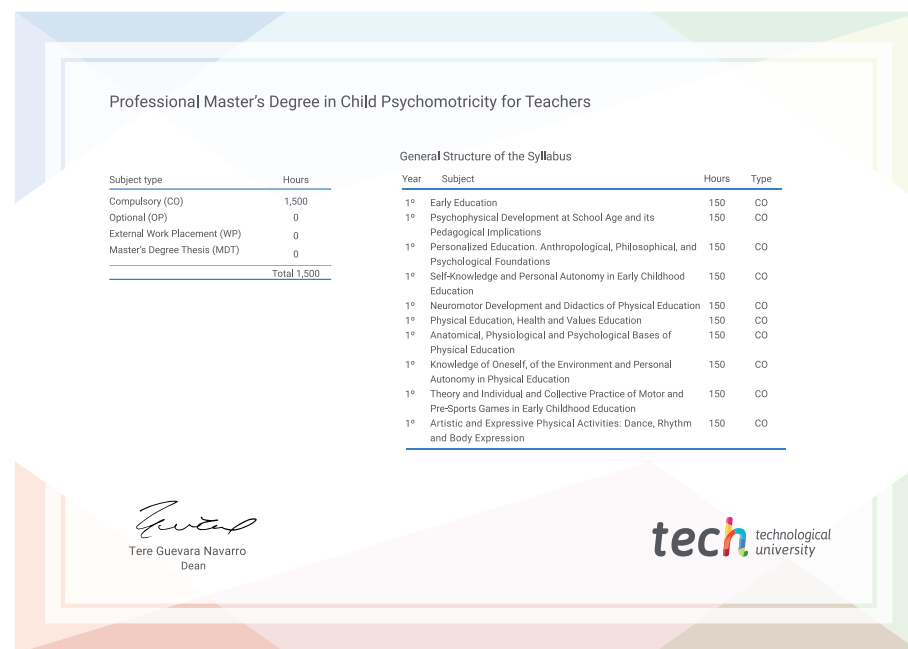 Professional Master's Degree in Child Psychomotricity for Teachers
General Structure of the Syllabus
Subject type Hours
Compulsory (CO) 1,500
Optional (OP) 0
External Work Placement (WP) 0
Master's Degree Thesis (MDT) 0
Total 1,500
Year Subject Hours Type
1º Early Education 150 CO
1º Psychophysical Development at School Age and its 150 CO
Pedagogical Implications
1º Personalized Education. Anthropological, Philosophical, and 150 CO
Psychological Foundations
1º Self-Knowledge and Personal Autonomy in Early Childhood 150 CO
Education
1º Neuromotor Development and Didactics of Physical Education 150 CO
1º Physical Education, Health and Values Education 150 CO
1º Anatomical, Physiological and Psychological Bases of 150 CO
Physical Education
1º Knowledge of Oneself, of the Environment and Personal 150 CO
Autonomy in Physical Education
1º Theory and Individual and Collective Practice of Motor and 150 CO
Pre-Sports Games in Early Childhood Education
1º Artistic and Expressive Physical Activities: Dance, Rhythm 150 CO
and Body Expression
Tere Guevara Navarro
Dean
tech technological
university